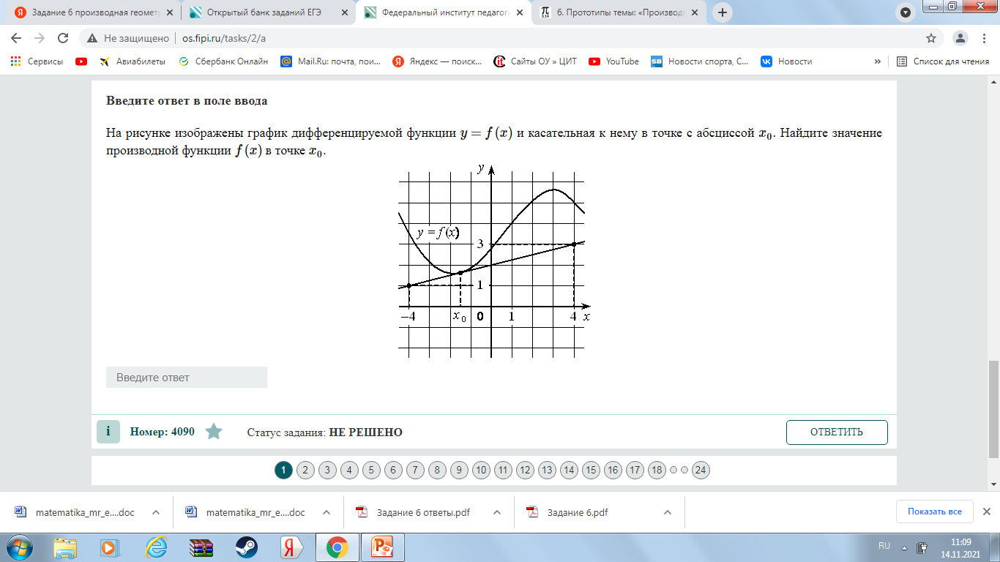 Задание 6 производная геомет
Открытый банк заданий ЕГЭ
Федеральный институт педагог
6. Прототипы темы: «Производ
Не защищено
os.fipi.ru/tasks/2/a
Сервисы
Авиабилеты
Сбербанк Онлайн
Mail.Ru: почта, пои...
Яндекс — поиск...
Сайты ОУ » ЦИТ
YouTube
Новости спорта, С...
Новости
»
Список для чтения
Введите ответ в поле ввода
На рисунке изображены график дифференцируемой функции y = f (x) и касательная к нему в точке с абсциссой x₀. Найдите значение
производной функции f (x) в точке x₀.
y
y = f (x)
3
1
−4 x₀ 0 1 4 x
Введите ответ
i Номер: 4090 Статус задания: НЕ РЕШЕНО ОТВЕТИТЬ
1 2 3 4 5 6 7 8 9 10 11 12 13 14 15 16 17 18 24
matematika_mr_e....doc
matematika_mr_e....doc
Задание 6 ответы.pdf
Задание 6.pdf
Показать все
RU
11:09
14.11.2021